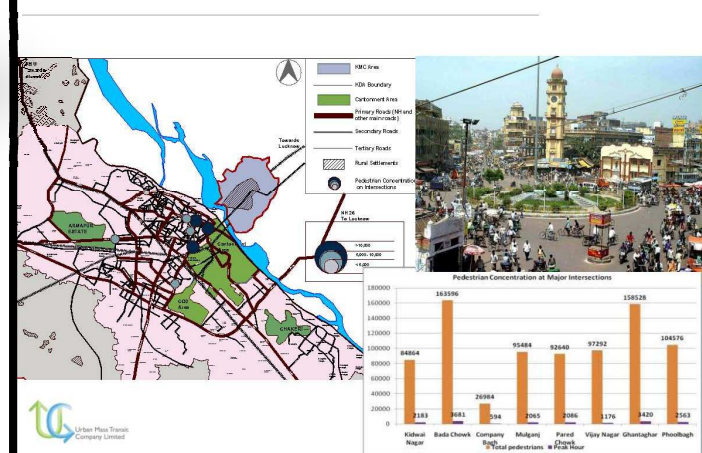 KMC Area
KDA Boundary
Cantonment Area
Primary Roads (NH and
other main roads)
Secondary Roads
Tertiary Roads
Rural Settlements
Pedestrian Concentration
on Intersections
Towards
Lucknow
NH 26
To Lucknow
>10,000
5,000 - 10,000
<5,000
ARMAPUR
ESTATE
COD
Area
CHAKERI
Pedestrian Concentration at Major Intersections
180000
160000
140000
120000
100000
80000
60000
40000
20000
0
84864
163596
26984
95484
92640
97292
158528
104576
2183
3681
594
2065
2086
1176
3420
2563
Kidwai
Nagar
Bada Chowk
Company
Bagh
Mulganj
Pared
Chowk
Vijay Nagar
Ghantaghar
Phoolbagh
Total pedestrians
Peak Hour
Urban Mass Transit
Company Limited